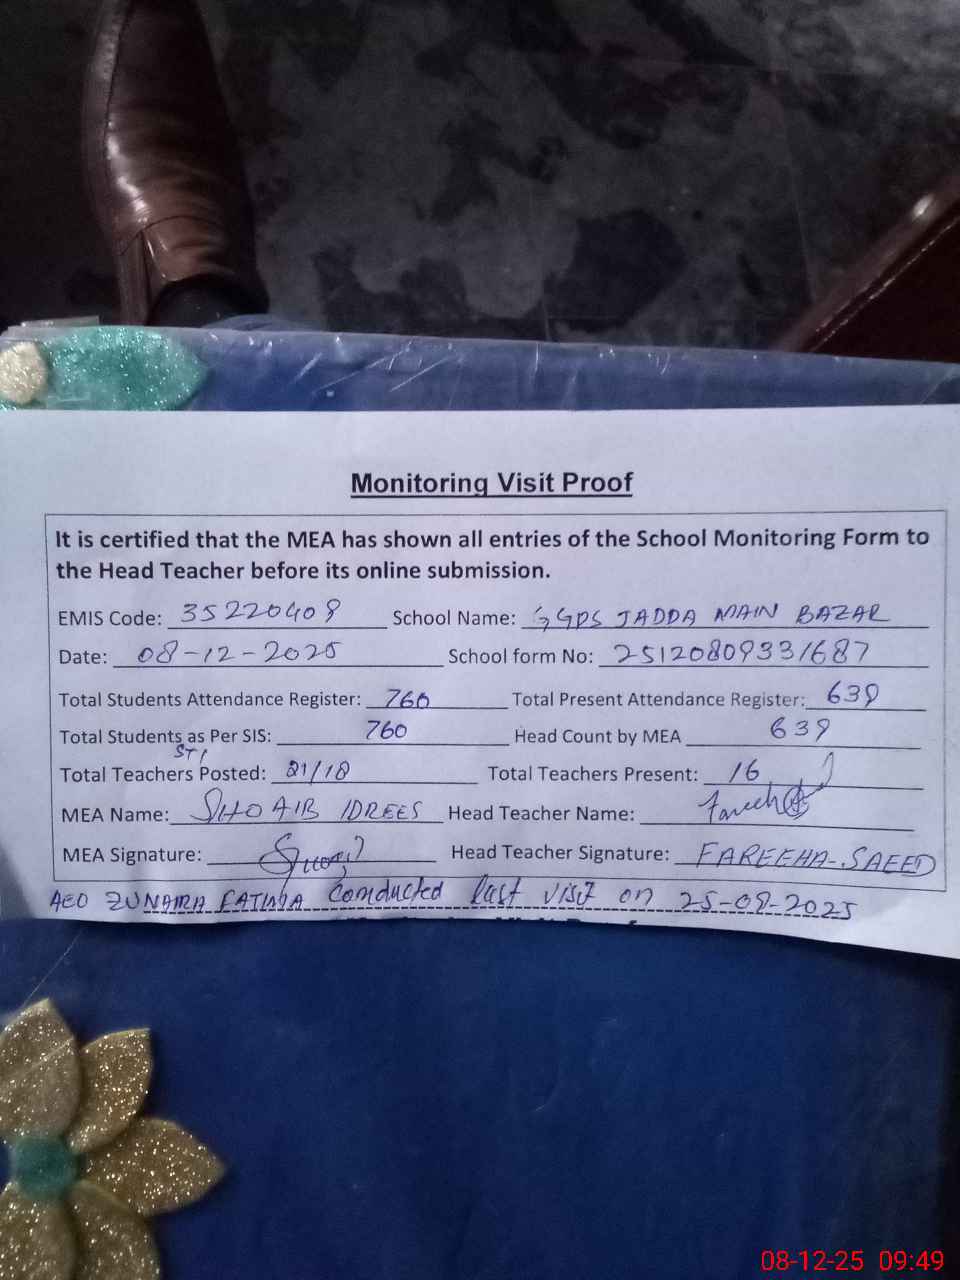 Monitoring Visit Proof
It is certified that the MEA has shown all entries of the School Monitoring Form to
the Head Teacher before its online submission.
EMIS Code: 35220408 School Name: GGPS JADDA MAIN BAZAR
Date: 08-12-2025 School form No: 25120809331687
Total Students Attendance Register: 760 Total Present Attendance Register: 639
Total Students as Per SIS: 760 Head Count by MEA 639
STI
Total Teachers Posted: 21/18 Total Teachers Present: 16
MEA Name: SHOAIB IDREES Head Teacher Name: Fareeha
MEA Signature: Head Teacher Signature: FAREEHA-SAEED
AEO ZUNAIRA FATIMA Conducted last visit on 25-09-2025
08-12-25 09:49